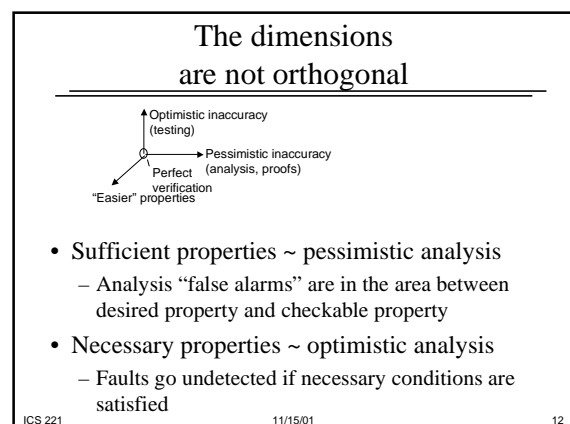 The dimensions
are not orthogonal
Optimistic inaccuracy
(testing)
Pessimistic inaccuracy
(analysis, proofs)
Perfect
verification
“Easier” properties
• Sufficient properties ~ pessimistic analysis
– Analysis “false alarms” are in the area between
desired property and checkable property
• Necessary properties ~ optimistic analysis
– Faults go undetected if necessary conditions are
satisfied
ICS 221 11/15/01 12